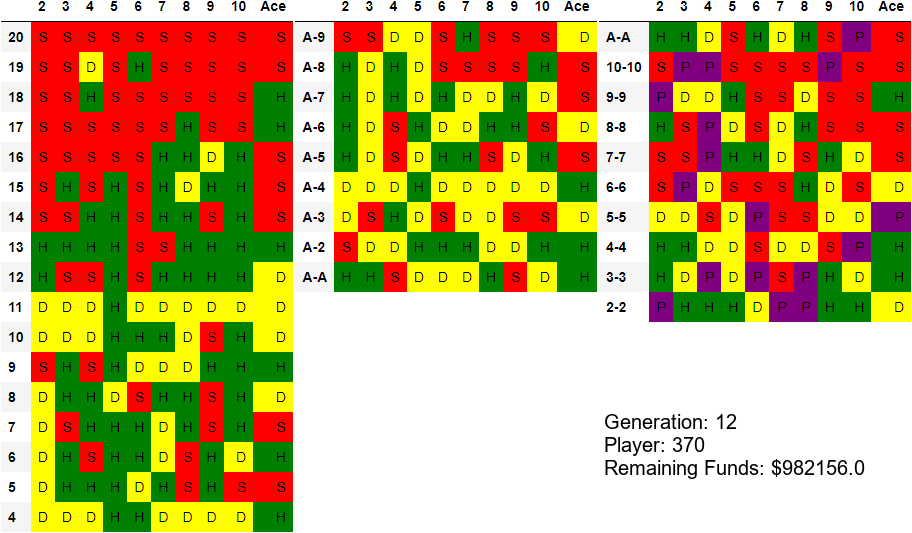 2 3 4 5 6 7 8 9 10 Ace
20 S S S S S S S S S S
19 S S D S H S S S S S
18 S S H S S S S S S H
17 S S S S S S H S S H
16 S S S S S H H D H S
15 S H S H S H D H H S
14 S S H H S H H S H S
13 H H H H S S H H H H
12 H S S H S H H H H D
11 D D D H D D D D D D
10 D D D H H H D S H D
9 S H S H D D D H H H
8 D H H D S H H S H D
7 D S H H H D H S H S
6 D H S H H D S H D H
5 D H H H D H S H S S
4 D D D H H D D D D H
2 3 4 5 6 7 8 9 10 Ace
A-9 S S D D S H S S S D
A-8 H D H D S S S S H S
A-7 H D H D H D D H D S
A-6 H D S H D D H H S D
A-5 H D S D H H S D H S
A-4 D D D H D D D D D H
A-3 D S H D S D D S S D
A-2 S D D H H H D D H H
A-A H H S D D D H S D H
2 3 4 5 6 7 8 9 10 Ace
A-A H H D S H D H S P S
10-10 S P P S S S S P S S
9-9 P D D H S S D S S H
8-8 H S P D S D H S S S
7-7 S S P H H D S H D S
6-6 S P D S S S H D S D
5-5 D D S D P S S D D P
4-4 H H D D S D D S P H
3-3 H D P D P S P H D H
2-2 P H H H D P P H H D
Generation: 12
Player: 370
Remaining Funds: $982156.0